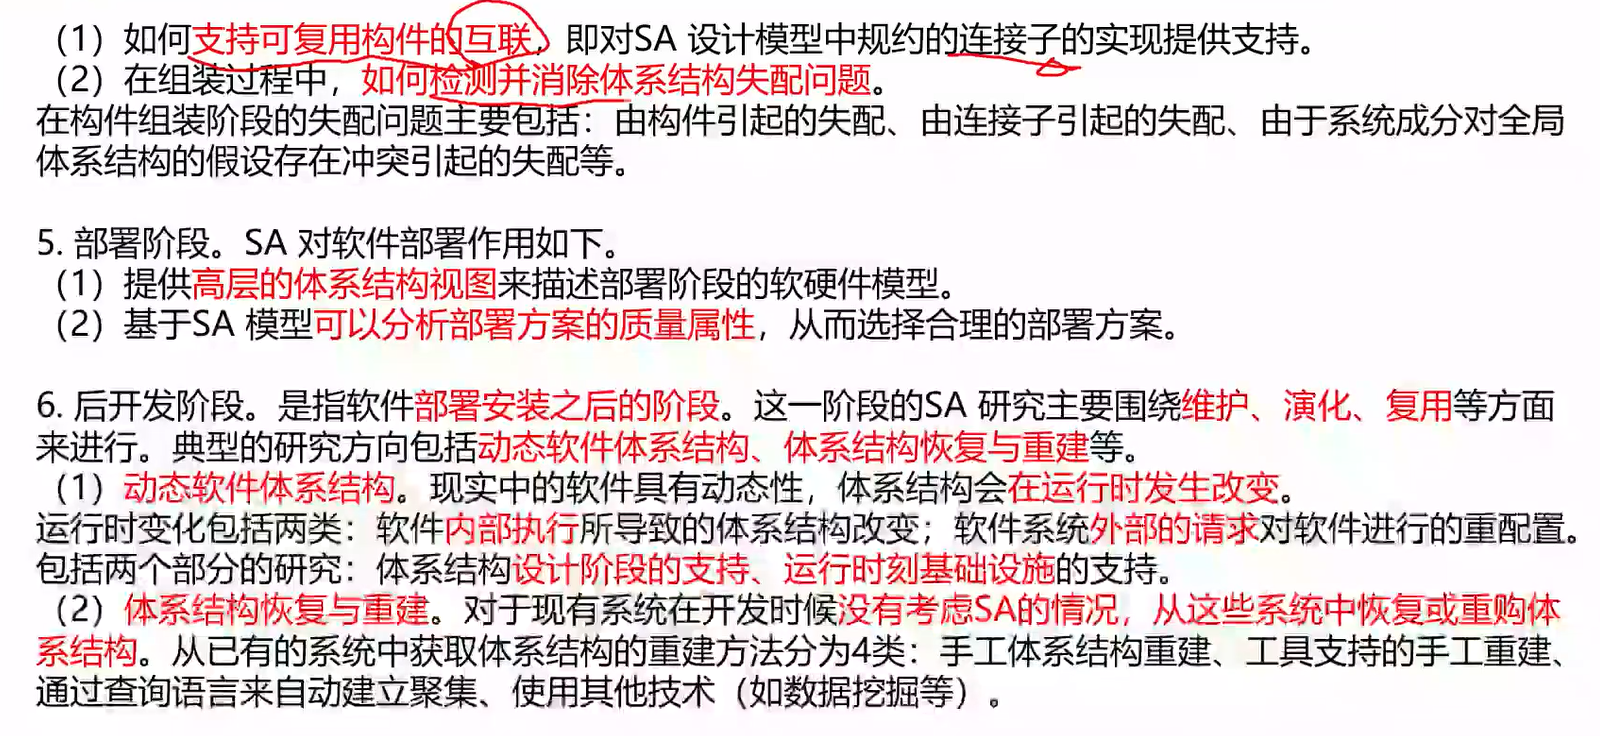 （1）如何支持可复用构件的互联，即对SA 设计模型中规约的连接子的实现提供支持。
（2）在组装过程中，如何检测并消除体系结构失配问题。
在构件组装阶段的失配问题主要包括：由构件引起的失配、由连接子引起的失配、由于系统成分对全局
体系结构的假设存在冲突引起的失配等。
5. 部署阶段。SA 对软件部署作用如下。
（1）提供高层的体系结构视图来描述部署阶段的软硬件模型。
（2）基于SA 模型可以分析部署方案的质量属性，从而选择合理的部署方案。
6. 后开发阶段。是指软件部署安装之后的阶段。这一阶段的SA 研究主要围绕维护、演化、复用等方面
来进行。典型的研究方向包括动态软件体系结构、体系结构恢复与重建等。
（1）动态软件体系结构。现实中的软件具有动态性，体系结构会在运行时发生改变。
运行时变化包括两类：软件内部执行所导致的体系结构改变；软件系统外部的请求对软件进行的重配置。
包括两个部分的研究：体系结构设计阶段的支持、运行时刻基础设施的支持。
（2）体系结构恢复与重建。对于现有系统在开发时候没有考虑SA的情况，从这些系统中恢复或重购体
系结构。从已有的系统中获取体系结构的重建方法分为4类：手工体系结构重建、工具支持的手工重建、
通过查询语言来自动建立聚集、使用其他技术（如数据挖掘等）。